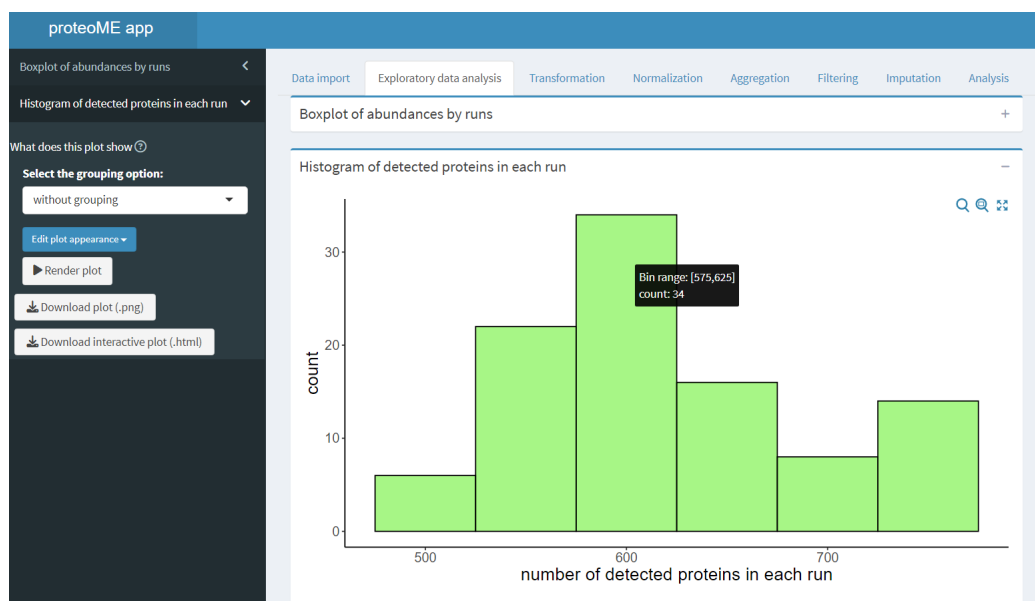 proteoME app
Boxplot of abundances by runs
Histogram of detected proteins in each run
What does this plot show
Select the grouping option:
without grouping
Edit plot appearance
Render plot
Download plot (.png)
Download interactive plot (.html)
Data import Exploratory data analysis Transformation Normalization Aggregation Filtering Imputation Analysis
Boxplot of abundances by runs
Histogram of detected proteins in each run
30
20
10
0
count
Bin range: [575,625]
count: 34
500 600 700
number of detected proteins in each run